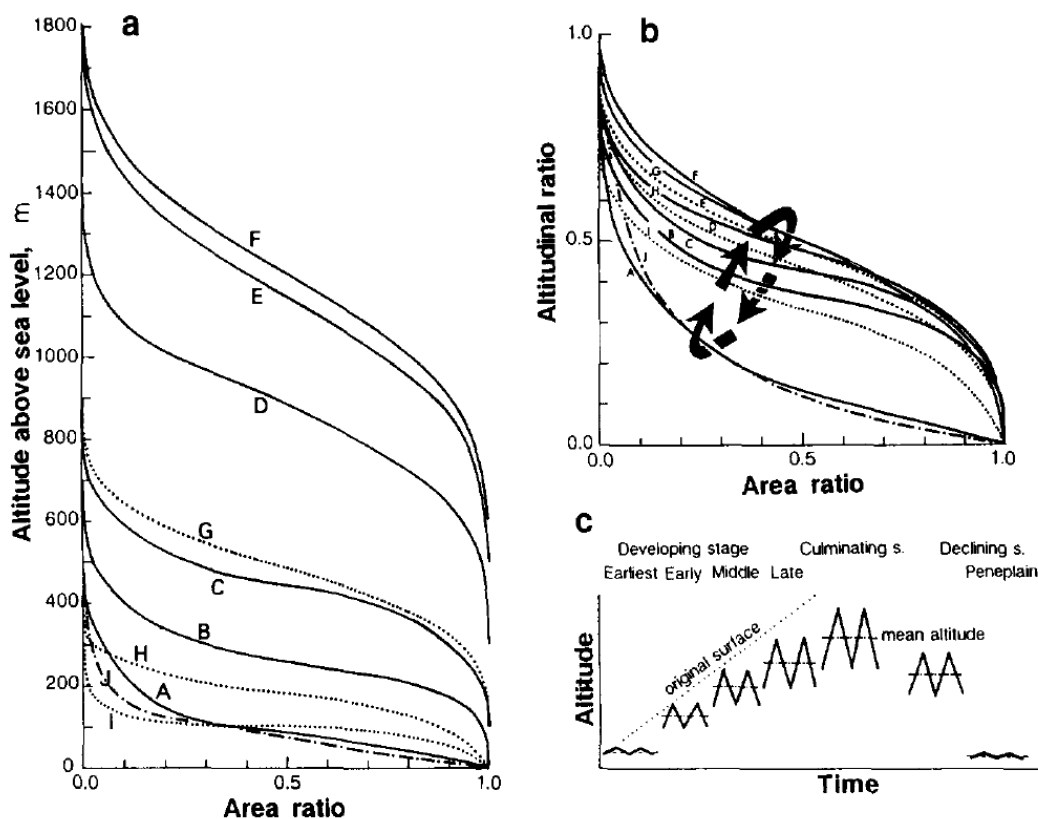 a
1800
1600
1400
1200
1000
800
600
400
200
0
Altitude above sea level, m
F
E
D
G
C
B
H
J
A
I
0.0 0.5 1.0
Area ratio
b
1.0
0.5
0.0
Altitudinal ratio
G F
H E
D
I B C
A J
0.0 0.5 1.0
Area ratio
c
Developing stage Culminating s. Declining s.
Earliest Early Middle Late Peneplain
original surface
mean altitude
Altitude
Time